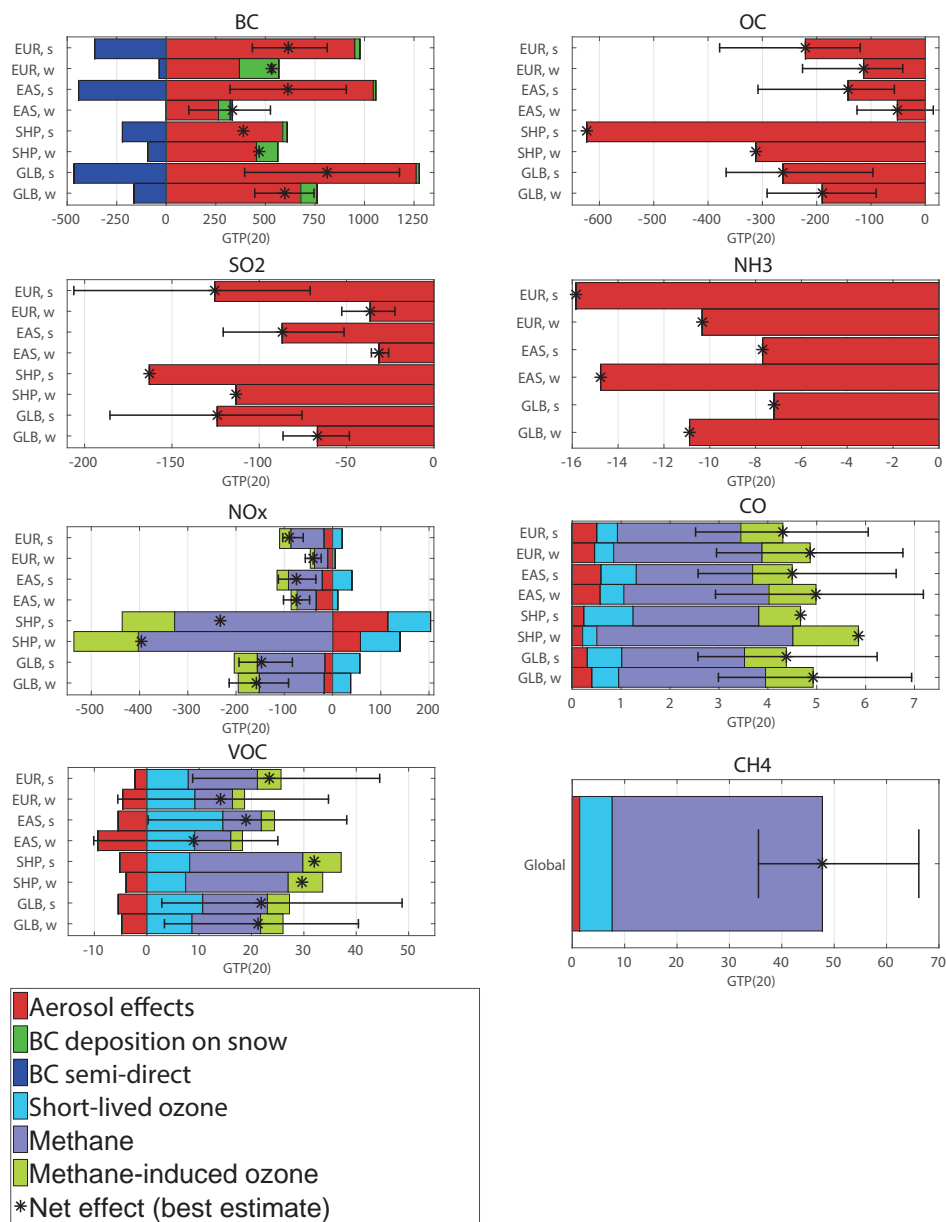 BC
EUR, s
EUR, w
EAS, s
EAS, w
SHP, s
SHP, w
GLB, s
GLB, w
-500 -250 0 250 500 750 1000 1250
GTP(20)
OC
EUR, s
EUR, w
EAS, s
EAS, w
SHP, s
SHP, w
GLB, s
GLB, w
-600 -500 -400 -300 -200 -100 0
GTP(20)
SO2
EUR, s
EUR, w
EAS, s
EAS, w
SHP, s
SHP, w
GLB, s
GLB, w
-200 -150 -100 -50 0
GTP(20)
NH3
EUR, s
EUR, w
EAS, s
EAS, w
GLB, s
GLB, w
-16 -14 -12 -10 -8 -6 -4 -2 0
GTP(20)
NOx
EUR, s
EUR, w
EAS, s
EAS, w
SHP, s
SHP, w
GLB, s
GLB, w
-500 -400 -300 -200 -100 0 100 200
GTP(20)
CO
EUR, s
EUR, w
EAS, s
EAS, w
SHP, s
SHP, w
GLB, s
GLB, w
0 1 2 3 4 5 6 7
GTP(20)
VOC
EUR, s
EUR, w
EAS, s
EAS, w
SHP, s
SHP, w
GLB, s
GLB, w
-10 0 10 20 30 40 50
GTP(20)
CH4
Global
0 10 20 30 40 50 60 70
GTP(20)
Aerosol effects
BC deposition on snow
BC semi-direct
Short-lived ozone
Methane
Methane-induced ozone
Net effect (best estimate)